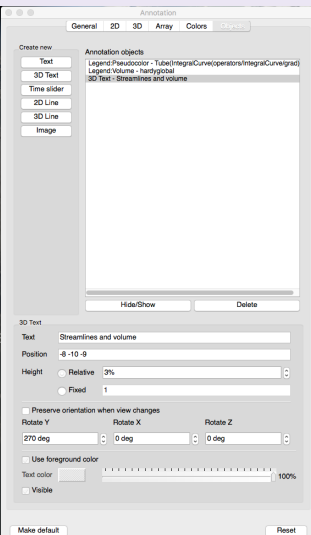 Annotation
General 2D 3D Array Colors Objects
Create new
Annotation objects
Text
3D Text
Time slider
2D Line
3D Line
Image
Legend:Pseudocolor - Tube(IntegralCurve(operators/IntegralCurve/grad)
Legend:Volume - hardyglobal
3D Text - Streamlines and volume
Hide/Show Delete
3D Text
Text Streamlines and volume
Position -8 -10 -9
Height Relative 3%
Fixed 1
Preserve orientation when view changes
Rotate Y Rotate X Rotate Z
270 deg 0 deg 0 deg
Use foreground color
Text color 100%
Visible
Make default Reset